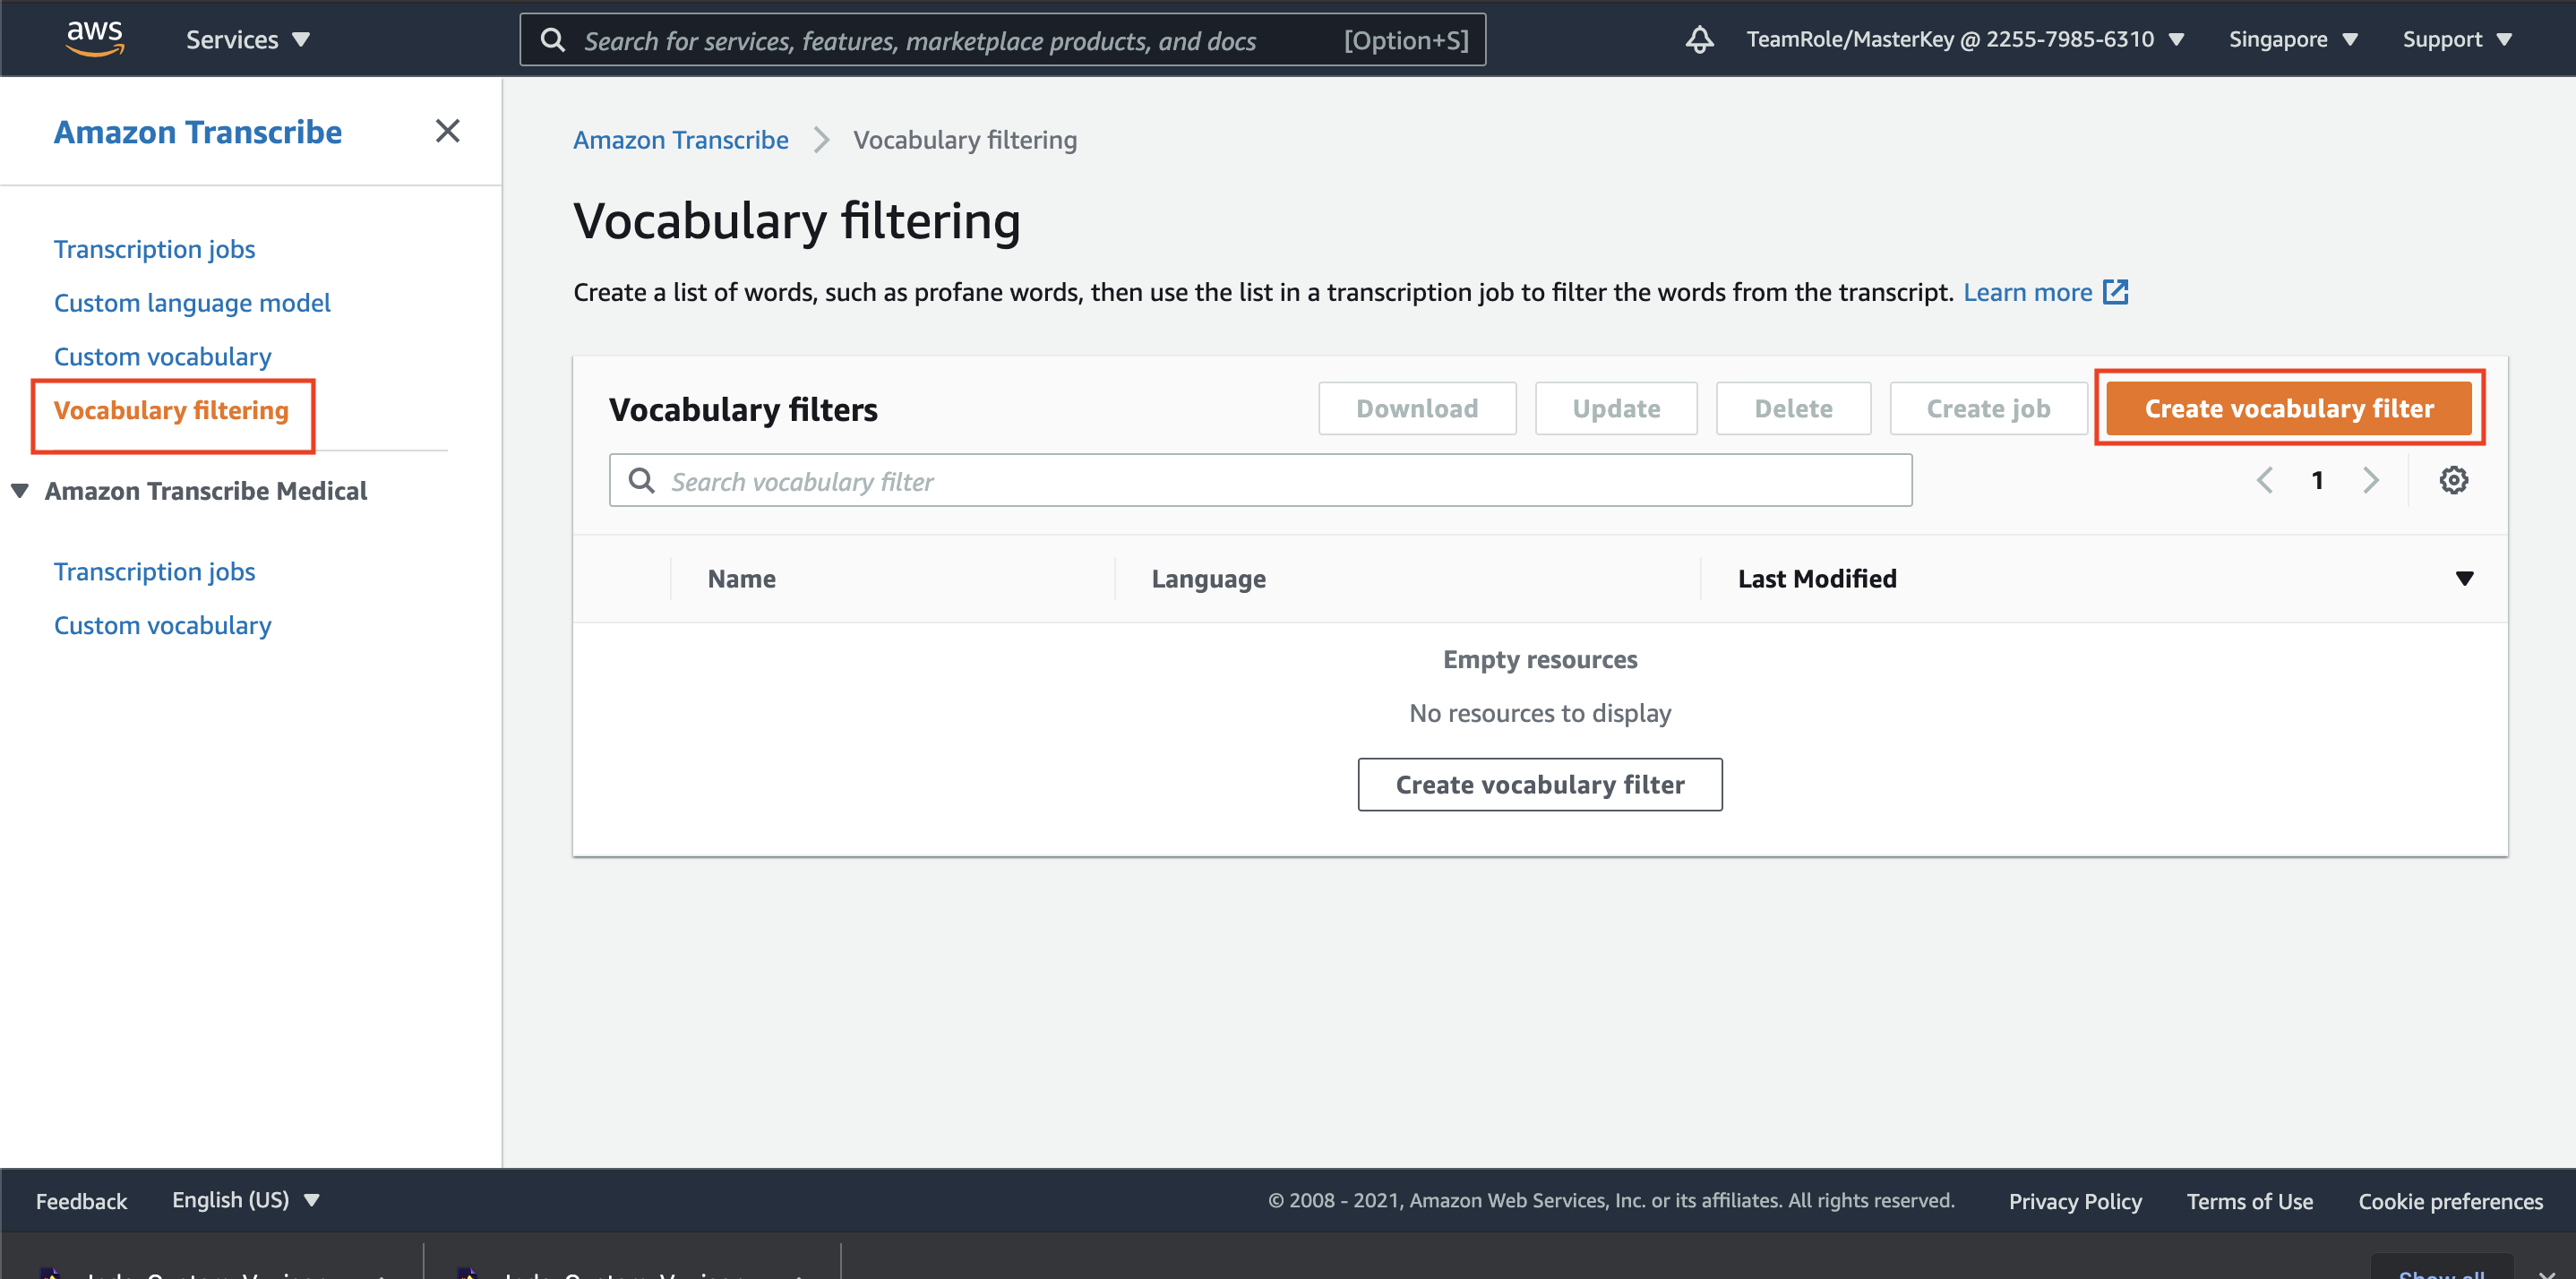 aws
Services
Search for services, features, marketplace products, and docs [Option+S]
TeamRole/MasterKey @ 2255-7985-6310
Singapore
Support
Amazon Transcribe
Transcription jobs
Custom language model
Custom vocabulary
Vocabulary filtering
Amazon Transcribe Medical
Transcription jobs
Custom vocabulary
Amazon Transcribe > Vocabulary filtering
Vocabulary filtering
Create a list of words, such as profane words, then use the list in a transcription job to filter the words from the transcript. Learn more
Vocabulary filters
Download
Update
Delete
Create job
Create vocabulary filter
Search vocabulary filter
1
Name
Language
Last Modified
Empty resources
No resources to display
Create vocabulary filter
Feedback
English (US)
© 2008 - 2021, Amazon Web Services, Inc. or its affiliates. All rights reserved.
Privacy Policy
Terms of Use
Cookie preferences
Show all